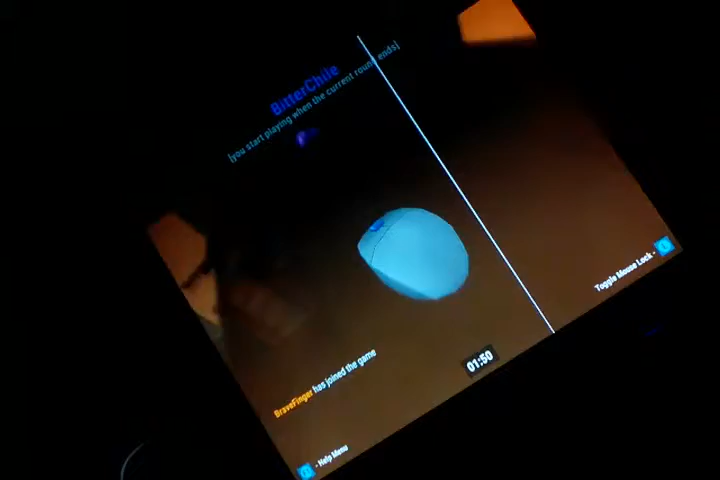 BitterChile
[you start playing when the current round ends]
BraveFinger has joined the game
01:50
Toggle Mouse Lock -
- Help Menu